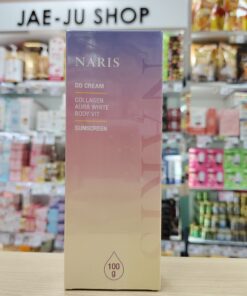 JAE-JU SHOP
NARIS
DD CREAM
COLLAGEN
AURA WHITE
BODY VIT
SUNSCREEN
100
g